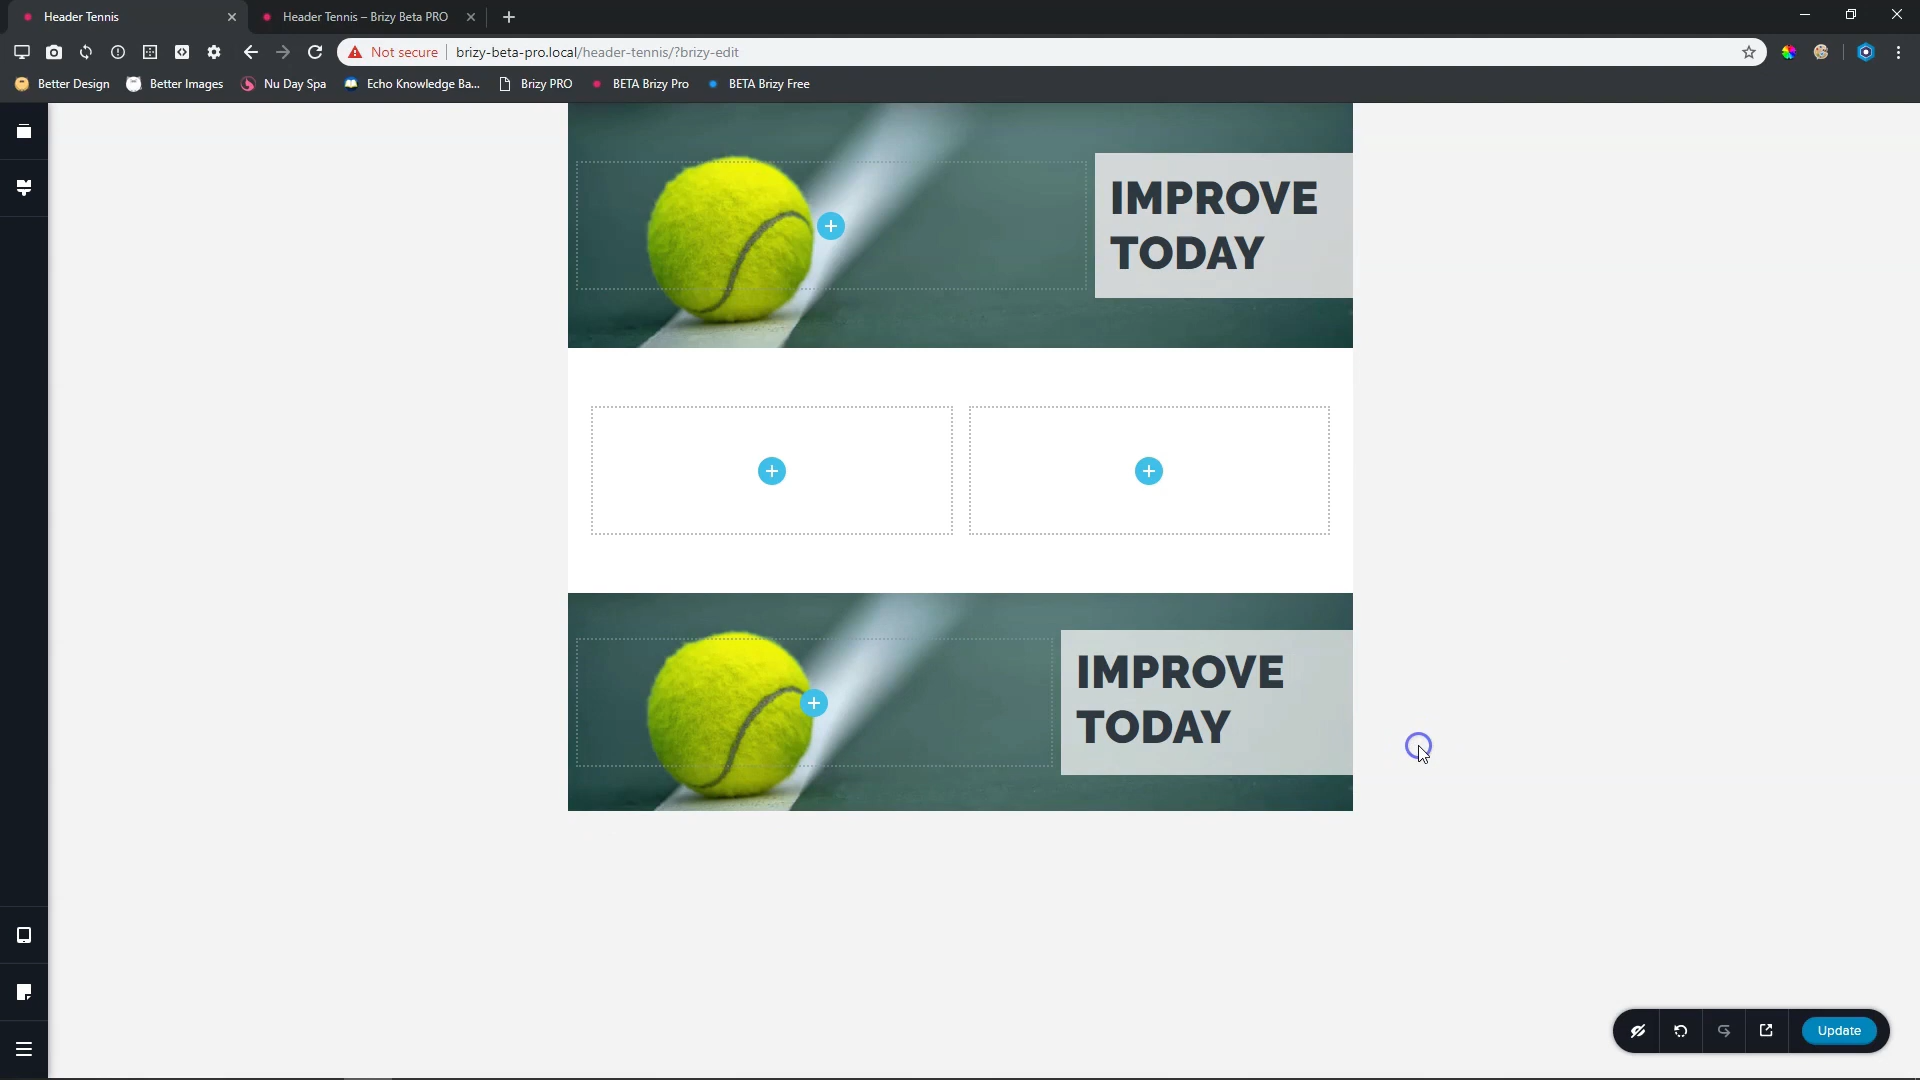 Header Tennis
Header Tennis – Brizy Beta PRO
Not secure
brizy-beta-pro.local/header-tennis/?brizy-edit
Better Design
Better Images
Nu Day Spa
Echo Knowledge Ba...
Brizy PRO
BETA Brizy Pro
BETA Brizy Free
IMPROVE
TODAY
IMPROVE
TODAY
Update